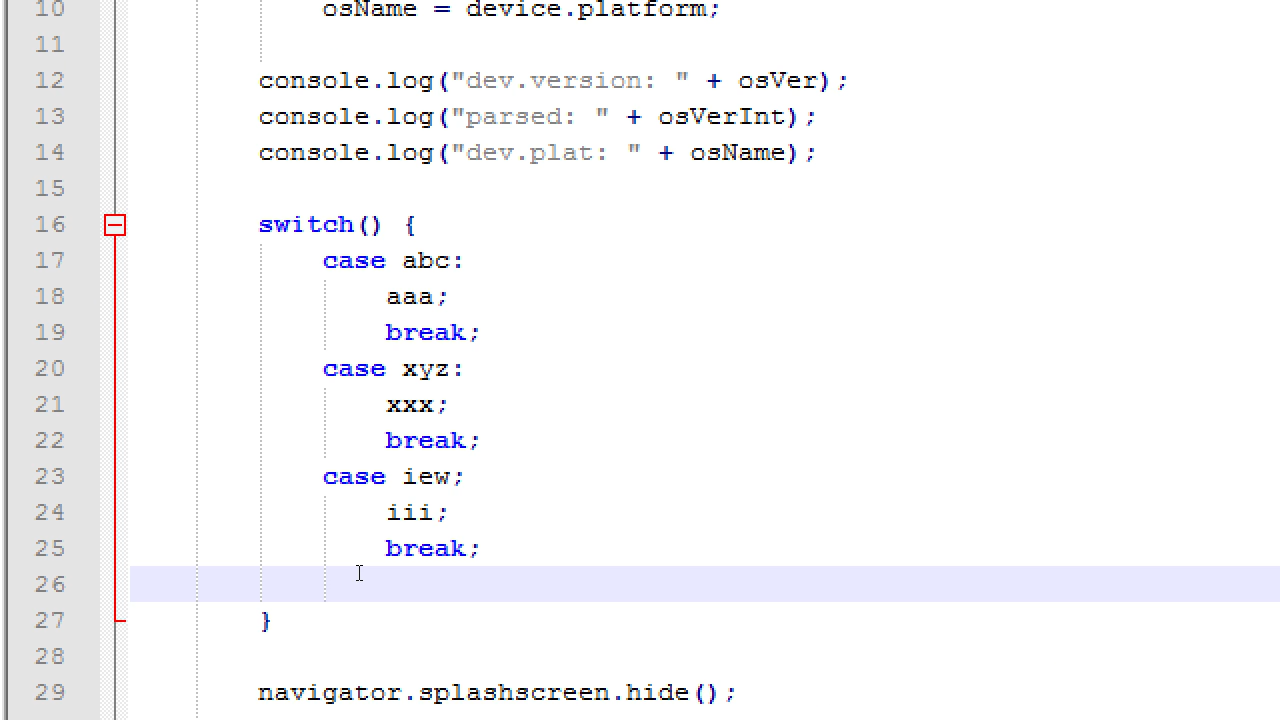 10 osName = device.platform;
11
12 console.log("dev.version: " + osVer);
13 console.log("parsed: " + osVerInt);
14 console.log("dev.plat: " + osName);
15
16 switch() {
17 case abc:
18 aaa;
19 break;
20 case xyz:
21 xxx;
22 break;
23 case iew;
24 iii;
25 break;
26
27 }
28
29 navigator.splashscreen.hide();